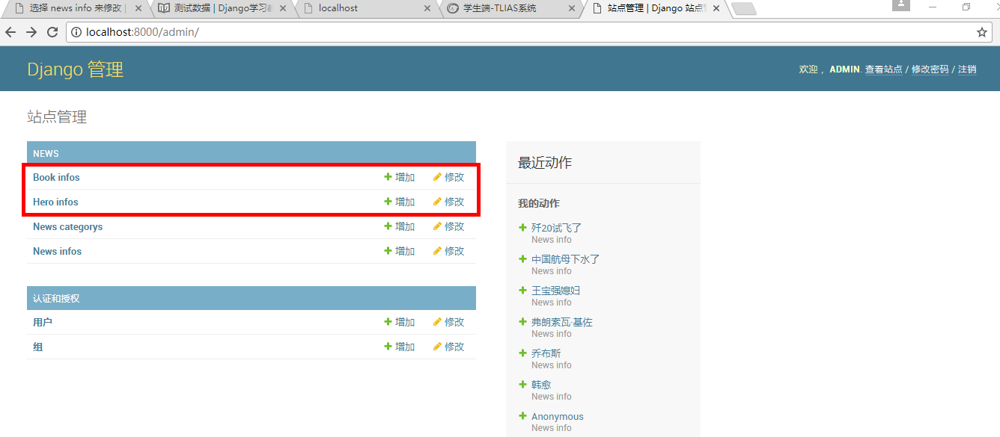 选择 news info 来修改 |
测试数据 | Django学习
localhost
学生端-TLIAS系统
站点管理 | Django 站点
localhost:8000/admin/
Django 管理
欢迎， ADMIN. 查看站点 / 修改密码 / 注销
站点管理
NEWS
Book infos 增加 修改
Hero infos 增加 修改
News categorys 增加 修改
News infos 增加 修改
认证和授权
用户 增加 修改
组 增加 修改
最近动作
我的动作
歼20试飞了
News info
中国航母下水了
News info
王宝强媳妇
News info
弗朗索瓦·基佐
News info
乔布斯
News info
韩愈
News info
Anonymous
News info